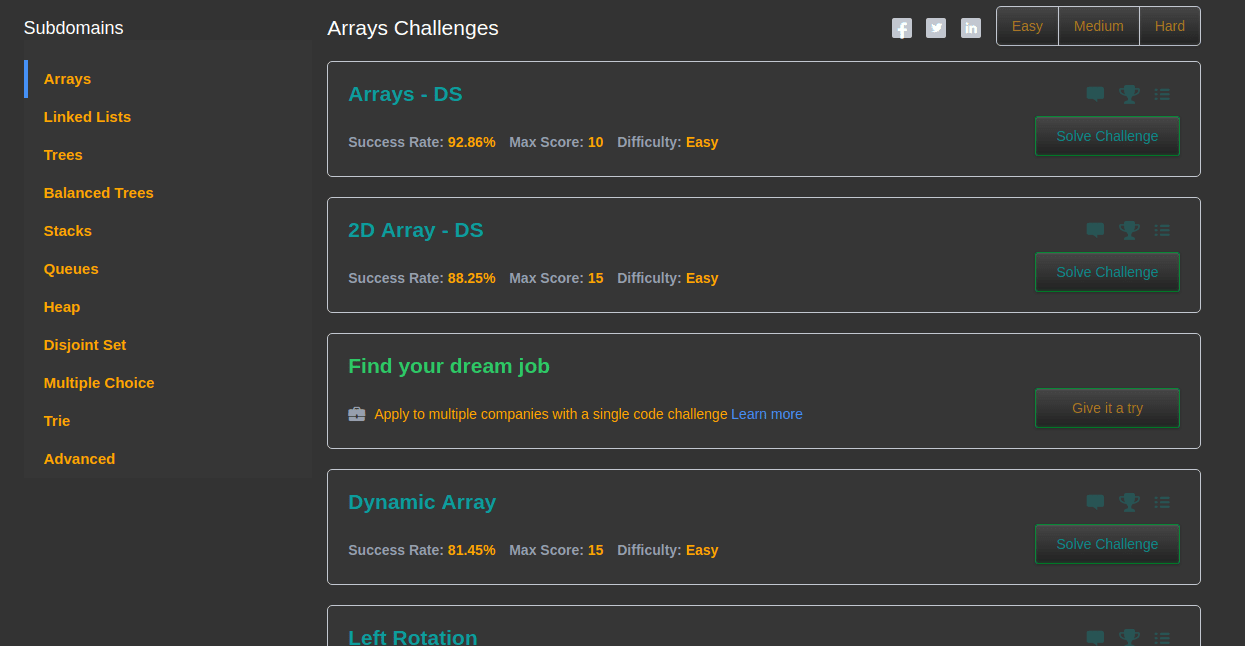 Subdomains
Arrays
Linked Lists
Trees
Balanced Trees
Stacks
Queues
Heap
Disjoint Set
Multiple Choice
Trie
Advanced
Arrays Challenges
Easy Medium Hard
Arrays - DS
Success Rate: 92.86% Max Score: 10 Difficulty: Easy
Solve Challenge
2D Array - DS
Success Rate: 88.25% Max Score: 15 Difficulty: Easy
Solve Challenge
Find your dream job
Apply to multiple companies with a single code challenge Learn more
Give it a try
Dynamic Array
Success Rate: 81.45% Max Score: 15 Difficulty: Easy
Solve Challenge
Left Rotation